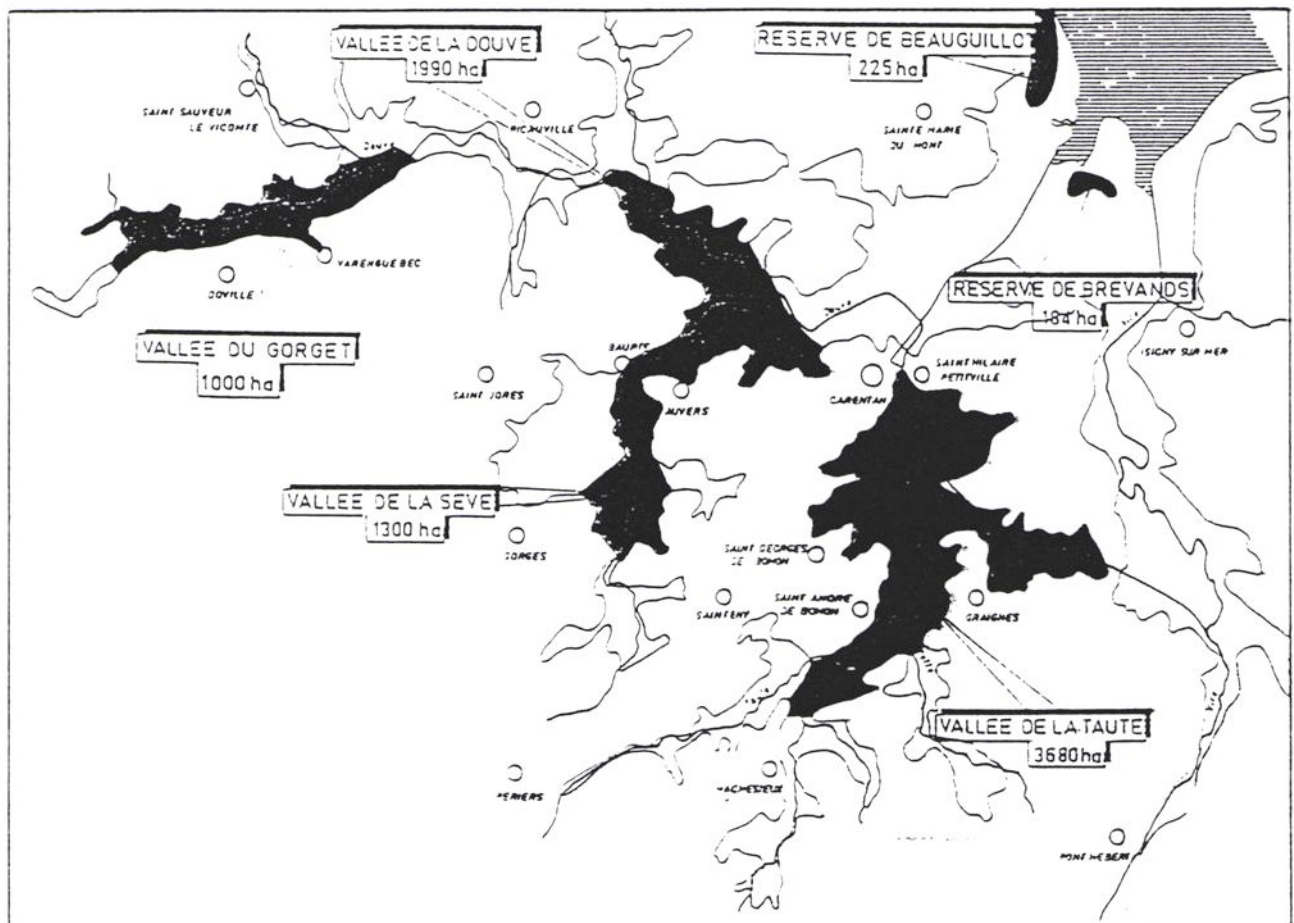 VALLEE DE LA DOUVE
1990 ha
RESERVE DE BEAUGUILLOT
225 ha
SAINT SAUVEUR
LE VICOMTE
PICAUVILLE
SAINTE MARIE
DU MONT
VARENGUEBEC
DOVILLE
RESERVE DE BREVANDS
184 ha
VALLEE DU GORGET
1000 ha
ISIGNY SUR MER
BAUPTE
SAINT JORES
AUVERS
CARENTAN
SAINT HILAIRE
PETITVILLE
VALLEE DE LA SEVE
1300 ha
GORGES
SAINT GEORGES
DE BOHON
SAINTENY
SAINT ANDRE
DE BOHON
GRAIGNES
VALLEE DE LA TAUTE
3680 ha
PERIERS
PONT HEBERT